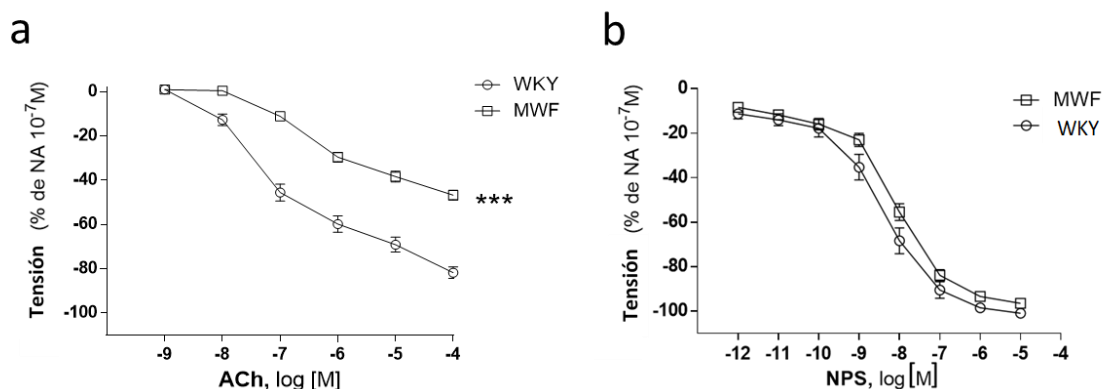 a
Tensión (% de NA 10⁻⁷M)
0
-20
-40
-60
-80
-100
-9 -8 -7 -6 -5 -4
ACh, log [M]
WKY
MWF
***
b
Tensión (% de NA 10⁻⁷M)
0
-20
-40
-60
-80
-100
-12 -11 -10 -9 -8 -7 -6 -5 -4
NPS, log [M]
MWF
WKY